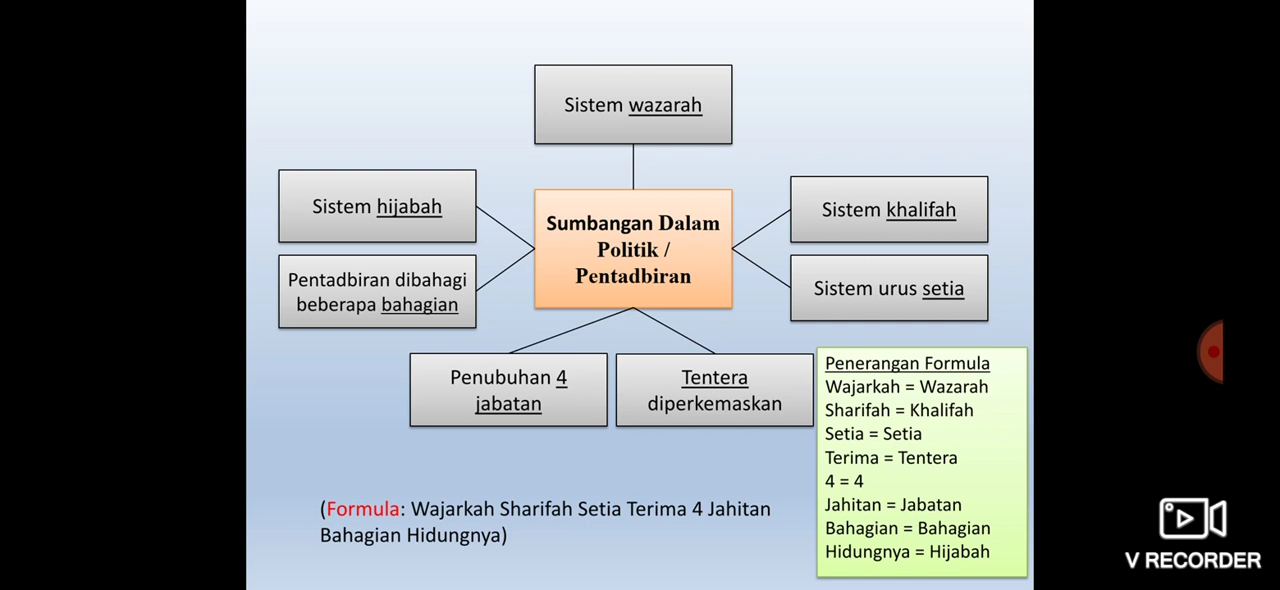 Sistem wazarah
Sistem hijabah
Pentadbiran dibahagi
beberapa bahagian
Sumbangan Dalam
Politik /
Pentadbiran
Sistem khalifah
Sistem urus setia
Penubuhan 4
jabatan
Tentera
diperkemaskan
Penerangan Formula
Wajarkah = Wazarah
Sharifah = Khalifah
Setia = Setia
Terima = Tentera
4 = 4
Jahitan = Jabatan
Bahagian = Bahagian
Hidungnya = Hijabah
(Formula: Wajarkah Sharifah Setia Terima 4 Jahitan
Bahagian Hidungnya)
V RECORDER